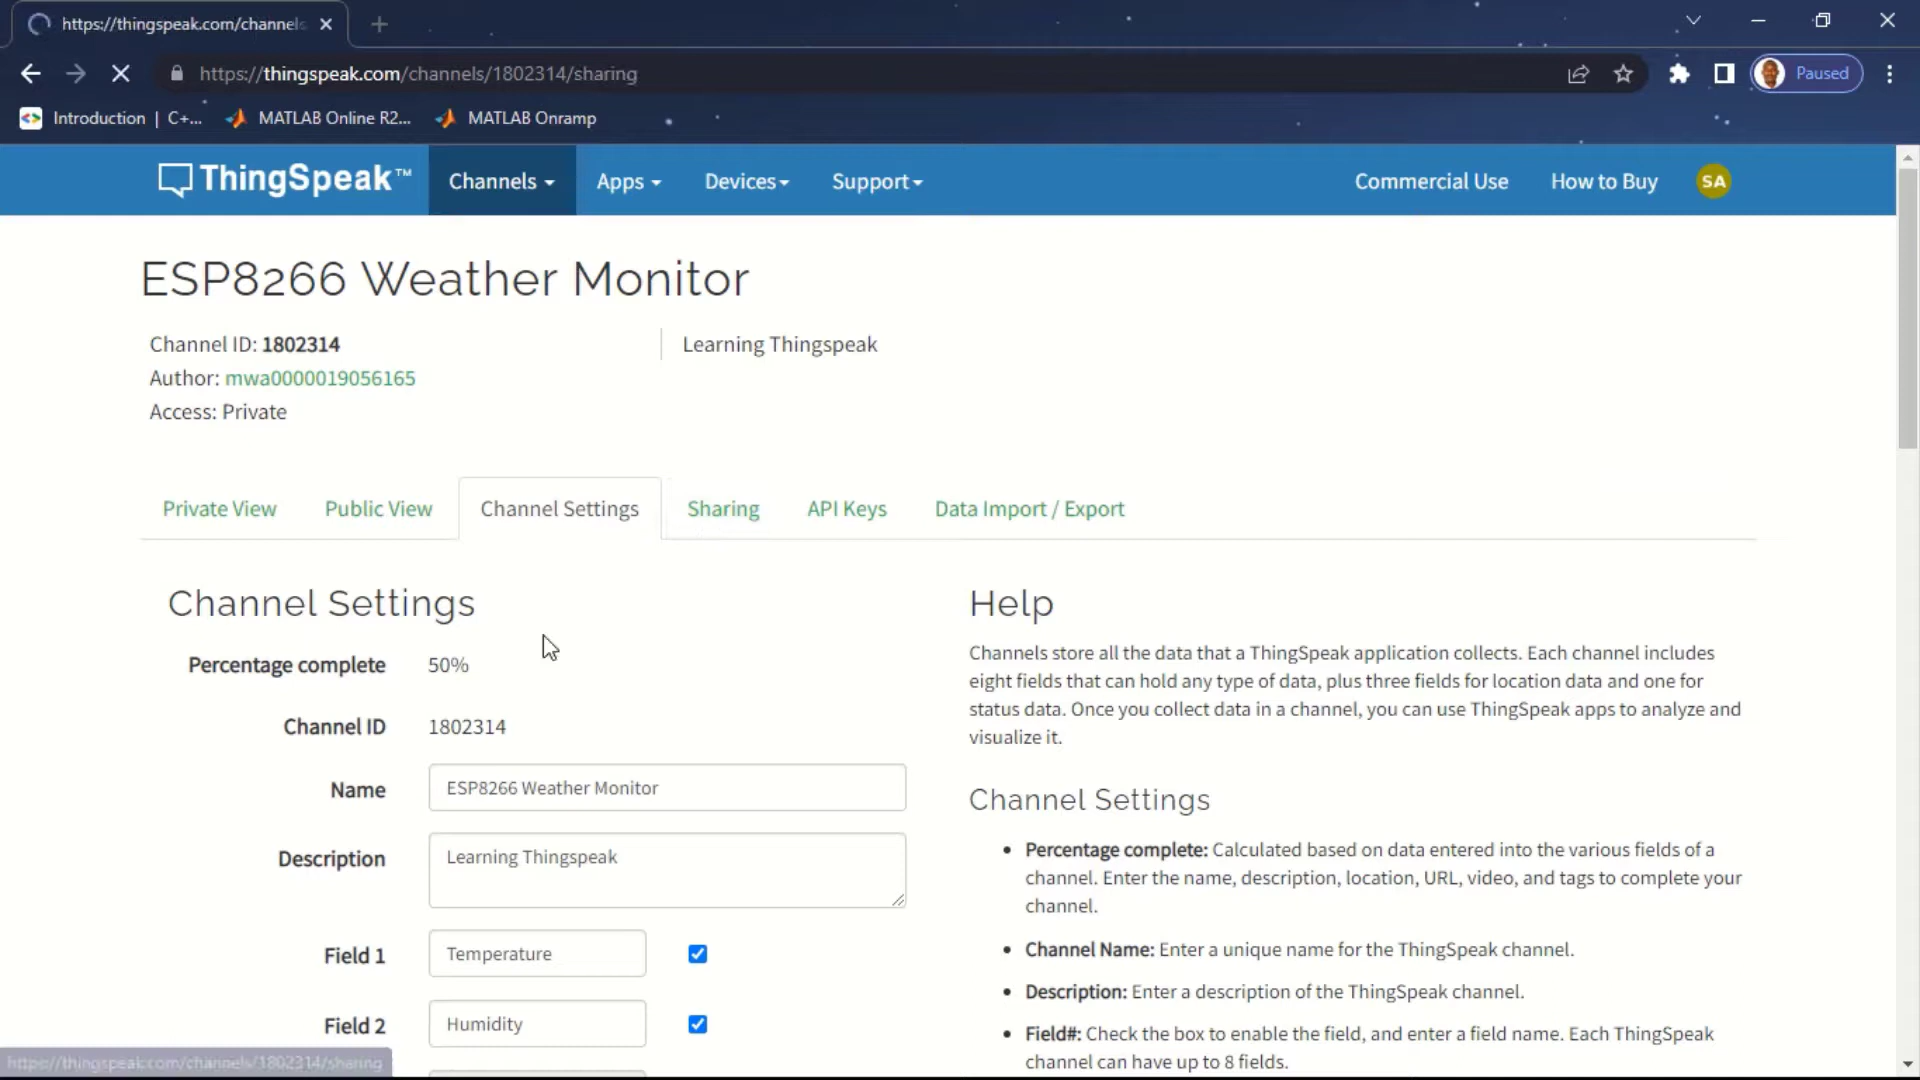 https://thingspeak.com/channels
https://thingspeak.com/channels/1802314/sharing
Paused
Introduction | C+...
MATLAB Online R2...
MATLAB Onramp
ThingSpeak™
Channels
Apps
Devices
Support
Commercial Use
How to Buy
SA
ESP8266 Weather Monitor
Channel ID: 1802314
Learning Thingspeak
Author: mwa0000019056165
Access: Private
Private View
Public View
Channel Settings
Sharing
API Keys
Data Import / Export
Channel Settings
Percentage complete
50%
Channel ID
1802314
Name
ESP8266 Weather Monitor
Description
Learning Thingspeak
Field 1
Temperature
Field 2
Humidity
Help
Channels store all the data that a ThingSpeak application collects. Each channel includes
eight fields that can hold any type of data, plus three fields for location data and one for
status data. Once you collect data in a channel, you can use ThingSpeak apps to analyze and
visualize it.
Channel Settings
• Percentage complete: Calculated based on data entered into the various fields of a
channel. Enter the name, description, location, URL, video, and tags to complete your
channel.
• Channel Name: Enter a unique name for the ThingSpeak channel.
• Description: Enter a description of the ThingSpeak channel.
• Field#: Check the box to enable the field, and enter a field name. Each ThingSpeak
channel can have up to 8 fields.
https://thingspeak.com/channels/1802314/sharing